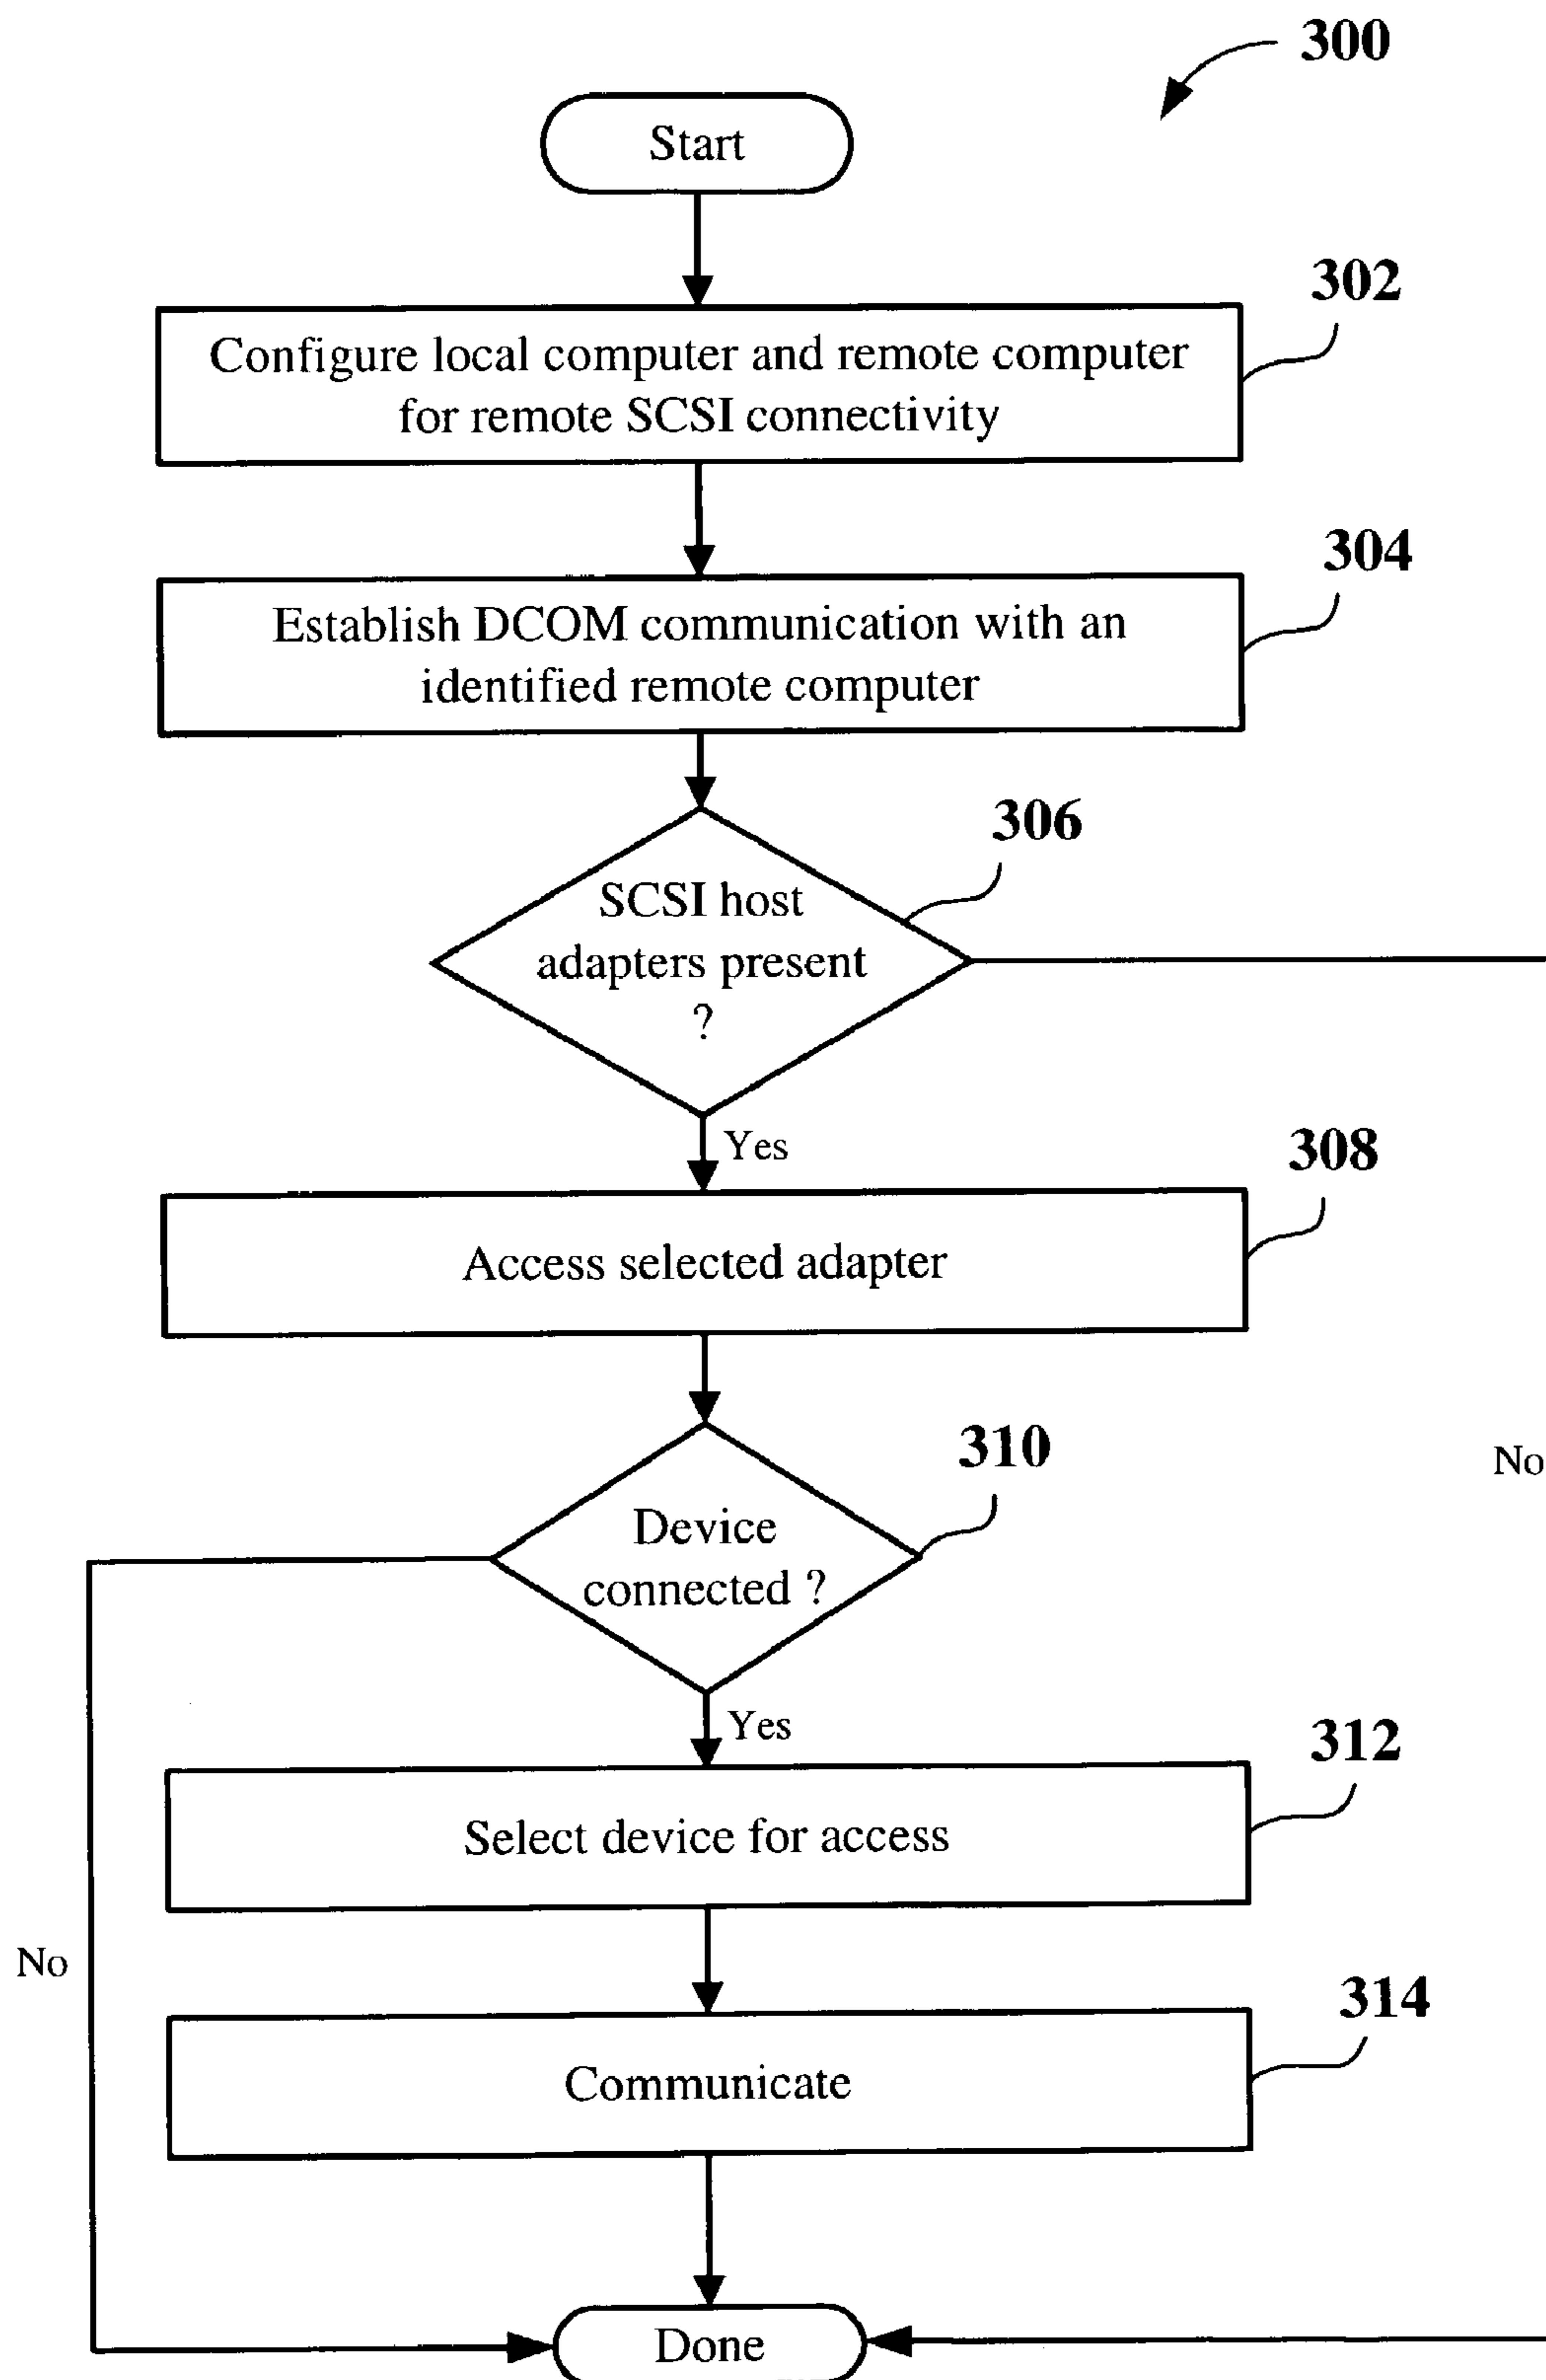 300
Start
302
Configure local computer and remote computer
for remote SCSI connectivity
304
Establish DCOM communication with an
identified remote computer
306
SCSI host
adapters present
?
Yes
308
Access selected adapter
310
No
Device
connected ?
Yes
312
Select device for access
No
314
Communicate
Done